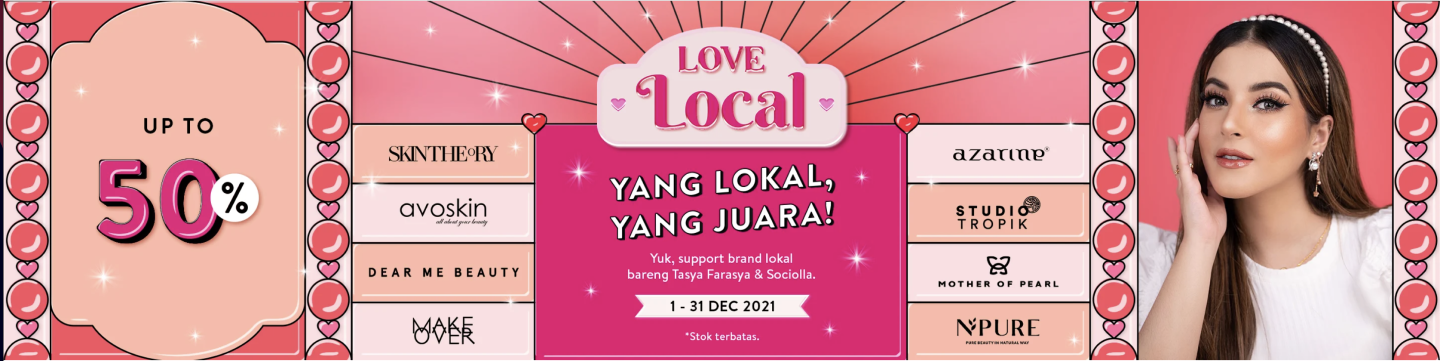 UP TO
50%
SKINTHEORY
avoskin
all about your beauty
DEAR ME BEAUTY
MAKE
OVER
LOVE
Local
YANG LOKAL,
YANG JUARA!
Yuk, support brand lokal
bareng Tasya Farasya & Sociolla.
1 - 31 DEC 2021
*Stok terbatas.
azarine
STUDIO
TROPIK
MOTHER OF PEARL
NPURE
PURE BEAUTY IN NATURAL WAY